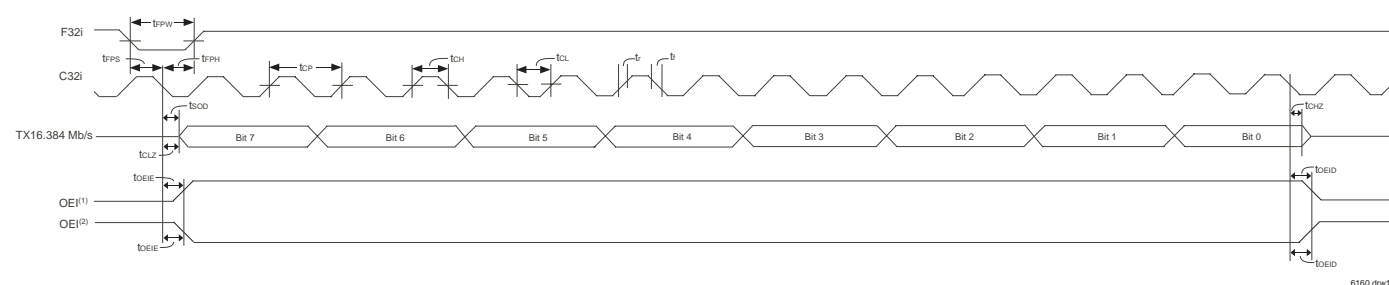 F32i
tFPW
tFPS
tFPH
C32i
tCP
tCH
tCL
tr
tf
tSOD
tCHZ
TX16.384 Mb/s
Bit 7
Bit 6
Bit 5
Bit 4
Bit 3
Bit 2
Bit 1
Bit 0
tCLZ
tOEIE
tOEID
OEI(1)
OEI(2)
tOEIE
tOEID